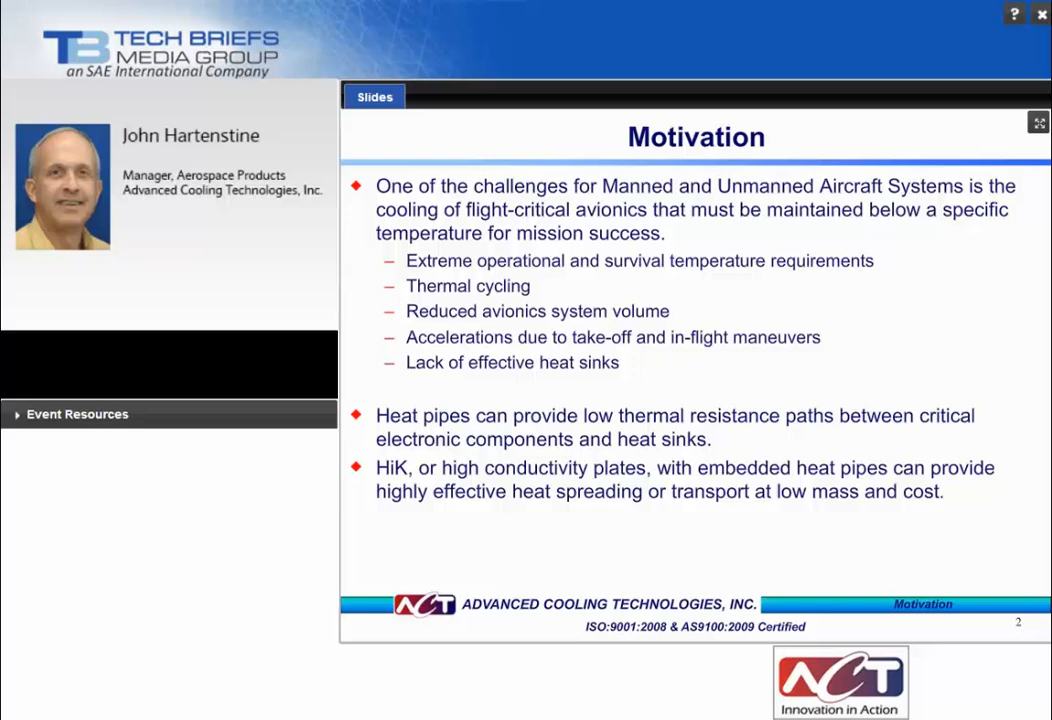 ? ×
TB TECH BRIEFS
MEDIA GROUP
an SAE International Company
John Hartenstine
Manager, Aerospace Products
Advanced Cooling Technologies, Inc.
Event Resources
Slides
Motivation
One of the challenges for Manned and Unmanned Aircraft Systems is the
cooling of flight-critical avionics that must be maintained below a specific
temperature for mission success.
– Extreme operational and survival temperature requirements
– Thermal cycling
– Reduced avionics system volume
– Accelerations due to take-off and in-flight maneuvers
– Lack of effective heat sinks
Heat pipes can provide low thermal resistance paths between critical
electronic components and heat sinks.
HiK, or high conductivity plates, with embedded heat pipes can provide
highly effective heat spreading or transport at low mass and cost.
ACT ADVANCED COOLING TECHNOLOGIES, INC. Motivation
ISO:9001:2008 & AS9100:2009 Certified
2
ACT
Innovation in Action